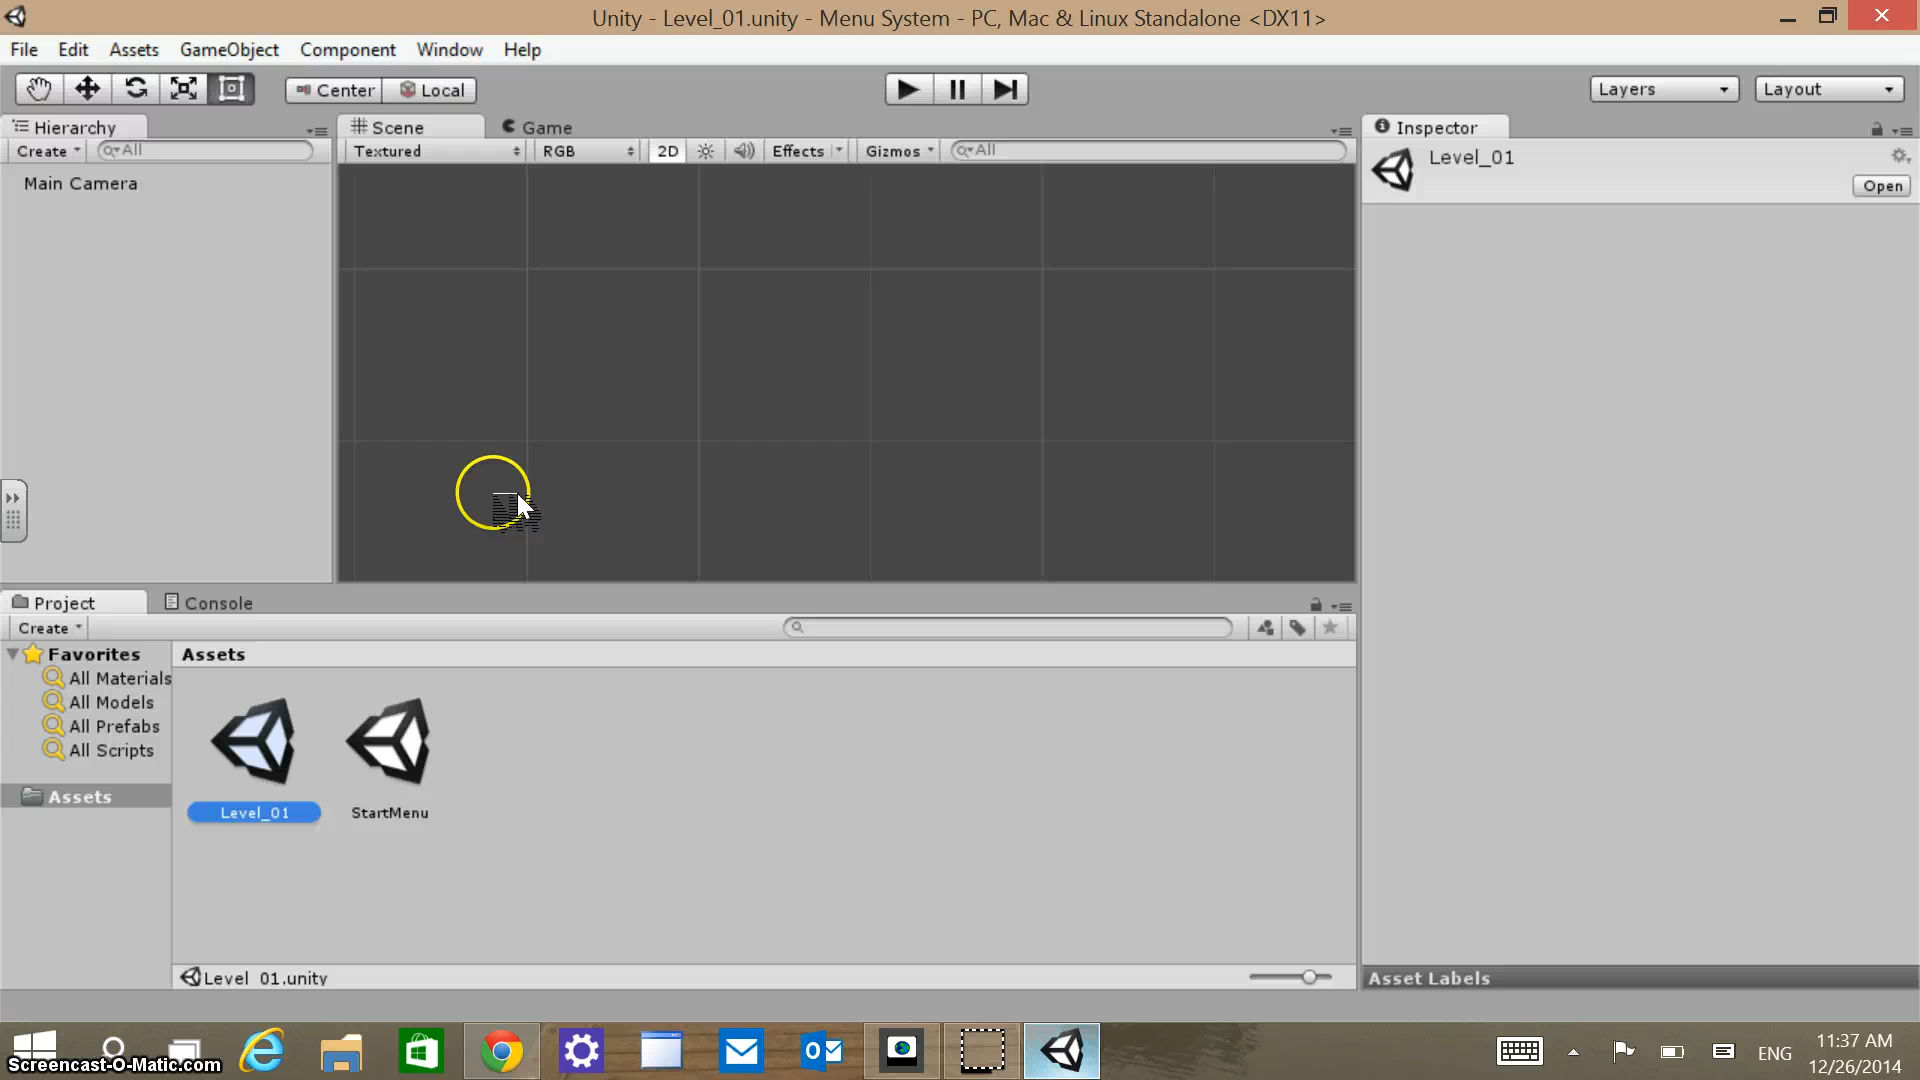 Unity - Level_01.unity - Menu System - PC, Mac & Linux Standalone <DX11>
File Edit Assets GameObject Component Window Help
Center Local
Layers Layout
Hierarchy
Create All
Main Camera
Scene Game
Textured RGB 2D Effects Gizmos All
Inspector
Level_01
Open
Project Console
Create
Favorites
All Materials
All Models
All Prefabs
All Scripts
Assets
Assets
Level_01 StartMenu
Level_01.unity
Asset Labels
ENG
11:37 AM
12/26/2014
Screencast-O-Matic.com